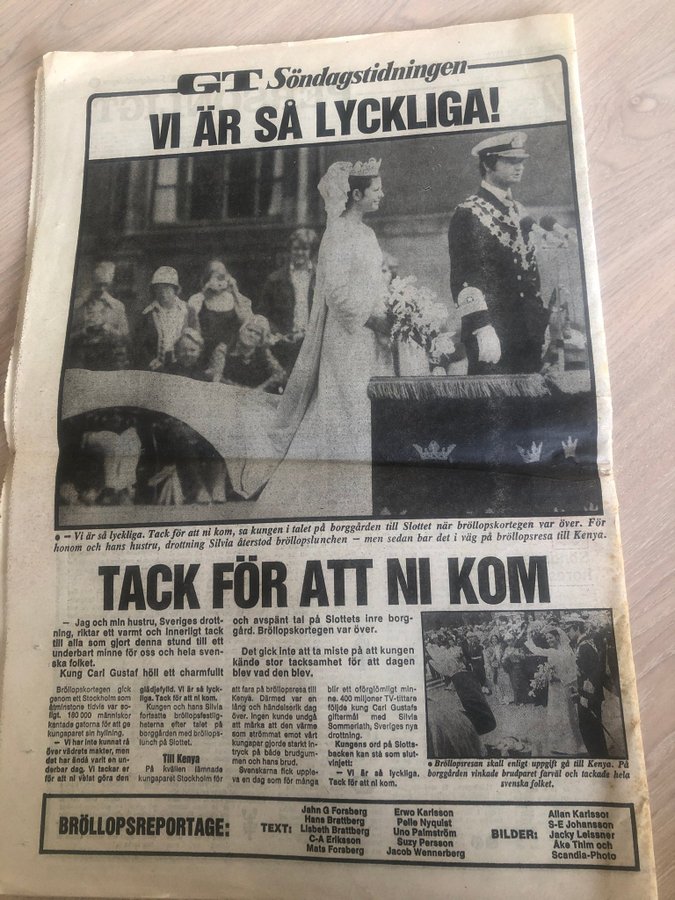 GT Söndagstidningen
VI ÄR SÅ LYCKLIGA!
● – Vi är så lyckliga. Tack för att ni kom, sa kungen i talet på borggården till Slottet när bröllopskortegen var över. För
honom och hans hustru, drottning Silvia återstod bröllopslunchen – men sedan bar det i väg på bröllopsresa till Kenya.
TACK FÖR ATT NI KOM
– Jag och min hustru, Sveriges drott-
ning, riktar ett varmt och innerligt tack
till alla som gjort denna stund till ett
underbart minne för oss och hela sven-
ska folket.
Kung Carl Gustaf höll ett charmfullt
och avspänt tal på Slottets inre borg-
gård. Bröllopskortegen var över.
Det gick inte att ta miste på att kungen
kände stor tacksamhet för att dagen
blev vad den blev.
Bröllopskortegen gick
genom ett Stockholm som
åtminstone tidvis var so-
ligt. 180 000 människor
kantade gatorna för att ge
kungaparet sin hyllning.
– Vi har inte kunnat rå
över vädrets makter, men
det har ändå varit en un-
derbar dag. Vi tackar er
för att ni velat göra den
glädjefylld. Vi är så lyck-
liga. Tack för att ni kom.
Kungen och hans Silvia
fortsatte bröllopsfestlig-
heterna efter talet på
borggården med bröllops-
lunch på Slottet.
Till Kenya
På kvällen lämnade
kungaparet Stockholm för
att fara på bröllopsresa till
Kenya. Därmed var en
lång och händelserik dag
över. Ingen kunde undgå
att märka att den värme
som strömmat emot vårt
kungapar gjorde starkt in-
tryck på både brudgum-
men och hans brud.
Svenskarna fick upple-
va en dag som för många
blir ett oförglömligt min-
ne. 400 miljoner TV-tittare
följde kung Carl Gustafs
giftermål med Silvia
Sommerlath, Sveriges nya
drottning.
Kungens ord på Slotts-
backen kan stå som slut-
vinjett:
– Vi är så lyckliga.
Tack för att ni kom.
● Bröllopsresan skall enligt uppgift gå till Kenya. På
borggården vinkade brudparet farväl och tackade hela
svenska folket.
BRÖLLOPSREPORTAGE:
TEXT:
Jahn G Forsberg
Hans Brattberg
Lisbeth Brattberg
C-A Eriksson
Mats Forsberg
Erwo Karlsson
Pelle Nyquist
Uno Palmström
Suzy Persson
Jacob Wennerberg
BILDER:
Allan Karlsson
S-E Johansson
Jacky Leissner
Åke Thim och
Scandia-Photo